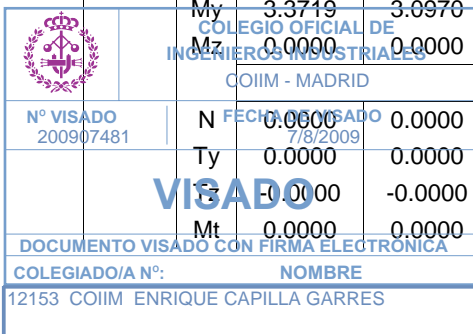 My 3.3719 3.0970
COLEGIO OFICIAL DE
Mz 0.0000 0.0000
INGENIEROS INDUSTRIALES
COIIM - MADRID
Nº VISADO FECHA DE VISADO
N 0.0000 0.0000
200907481 7/8/2009
Ty 0.0000 0.0000
Tz -0.0000 -0.0000
VISADO
Mt 0.0000 0.0000
DOCUMENTO VISADO CON FIRMA ELECTRÓNICA
COLEGIADO/A Nº: NOMBRE
12153 COIIM ENRIQUE CAPILLA GARRES